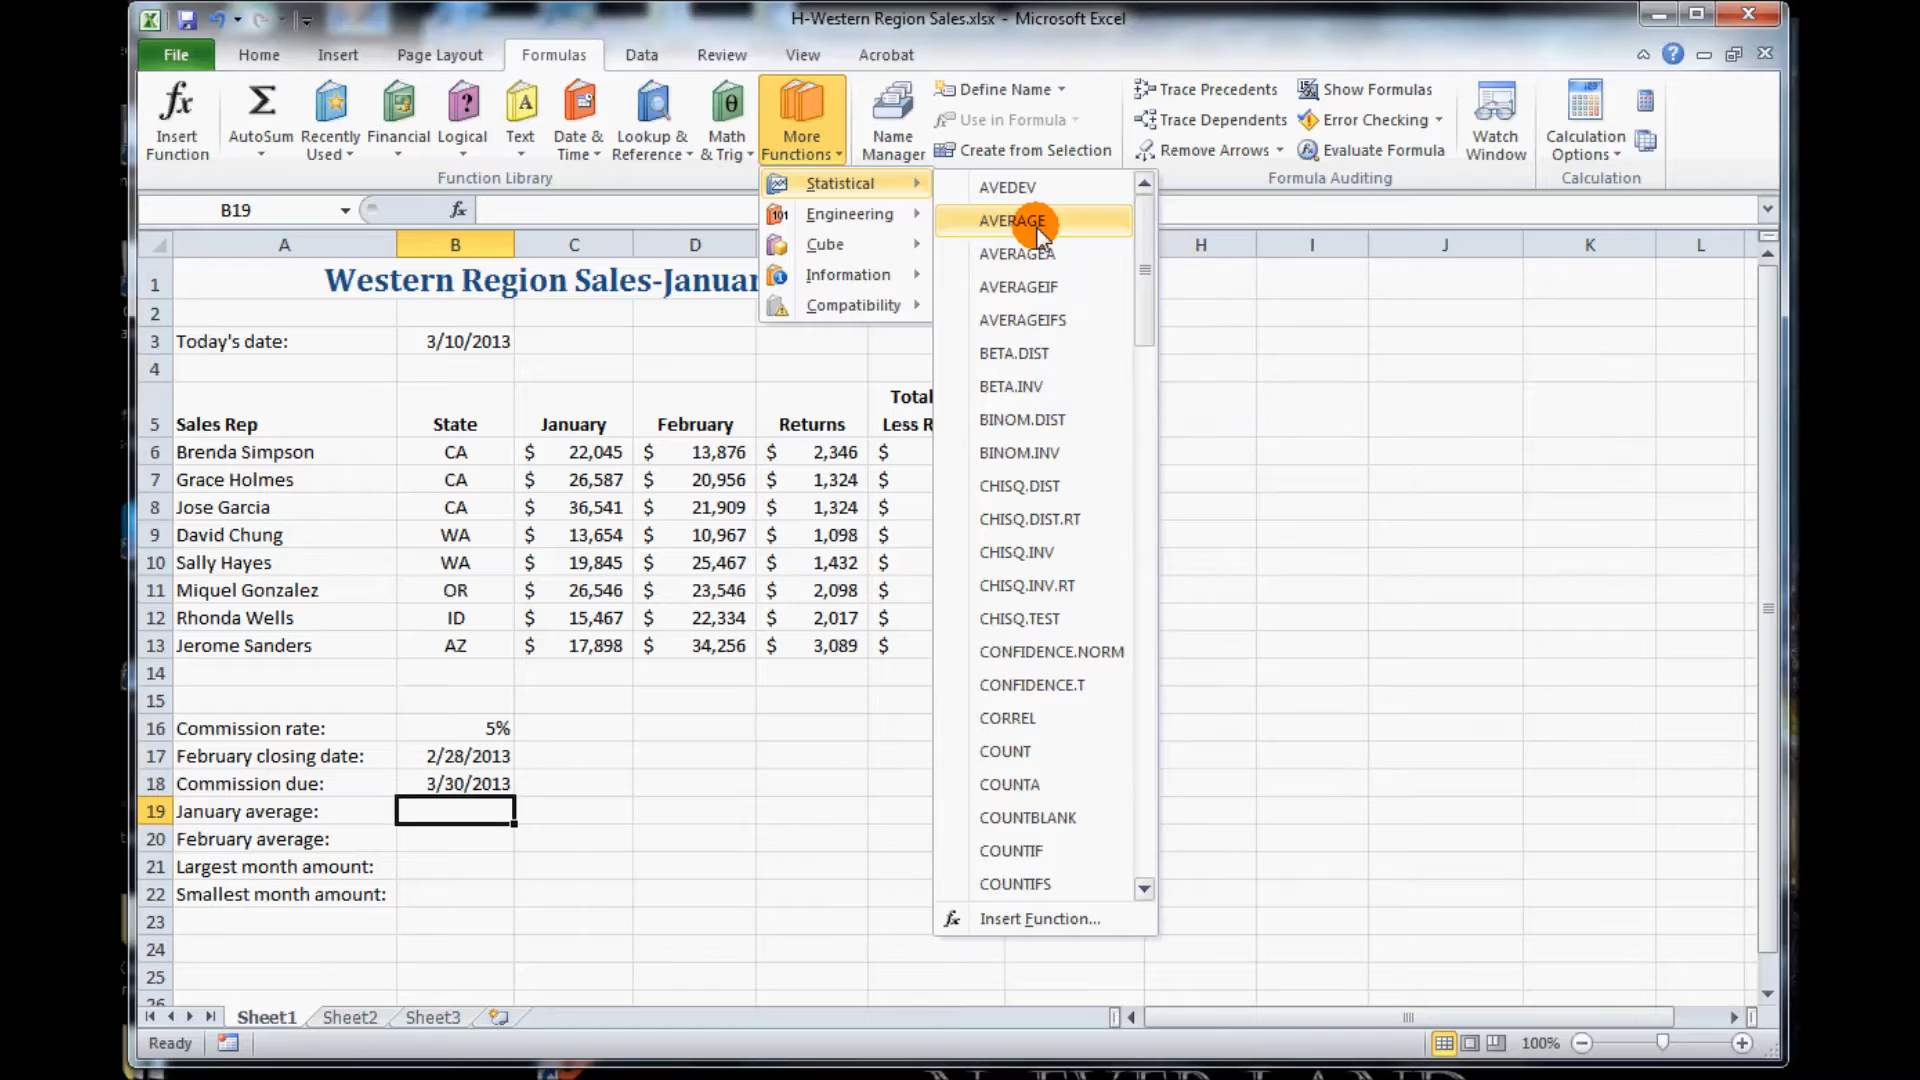 H-Western Region Sales.xlsx - Microsoft Excel
File Home Insert Page Layout Formulas Data Review View Acrobat
Insert Function
AutoSum
Recently Used
Financial
Logical
Text
Date & Time
Lookup & Reference
Math & Trig
More Functions
Name Manager
Define Name
Use in Formula
Create from Selection
Trace Precedents
Trace Dependents
Remove Arrows
Show Formulas
Error Checking
Evaluate Formula
Watch Window
Calculation Options
Function Library
Formula Auditing
Calculation
Statistical
Engineering
Cube
Information
Compatibility
AVEDEV
AVERAGE
AVERAGEA
AVERAGEIF
AVERAGEIFS
BETA.DIST
BETA.INV
BINOM.DIST
BINOM.INV
CHISQ.DIST
CHISQ.DIST.RT
CHISQ.INV
CHISQ.INV.RT
CHISQ.TEST
CONFIDENCE.NORM
CONFIDENCE.T
CORREL
COUNT
COUNTA
COUNTBLANK
COUNTIF
COUNTIFS
fx Insert Function...
B19 fx
A B C D H I J K L
1 Western Region Sales-Januar
2
3 Today's date: 3/10/2013
4
Total
5 Sales Rep State January February Returns Less R
6 Brenda Simpson CA $ 22,045 $ 13,876 $ 2,346 $
7 Grace Holmes CA $ 26,587 $ 20,956 $ 1,324 $
8 Jose Garcia CA $ 36,541 $ 21,909 $ 1,324 $
9 David Chung WA $ 13,654 $ 10,967 $ 1,098 $
10 Sally Hayes WA $ 19,845 $ 25,467 $ 1,432 $
11 Miquel Gonzalez OR $ 26,546 $ 23,546 $ 2,098 $
12 Rhonda Wells ID $ 15,467 $ 22,334 $ 2,017 $
13 Jerome Sanders AZ $ 17,898 $ 34,256 $ 3,089 $
14
15
16 Commission rate: 5%
17 February closing date: 2/28/2013
18 Commission due: 3/30/2013
19 January average:
20 February average:
21 Largest month amount:
22 Smallest month amount:
23
24
25
26
Sheet1 Sheet2 Sheet3
Ready 100%